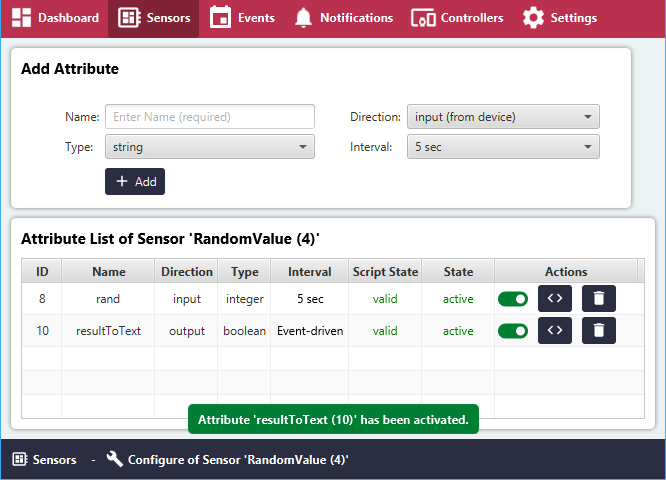 Dashboard Sensors Events Notifications Controllers Settings
Add Attribute
Name: Enter Name (required) Direction: input (from device)
Type: string Interval: 5 sec
+ Add
Attribute List of Sensor 'RandomValue (4)'
ID Name Direction Type Interval Script State State Actions
8 rand input integer 5 sec valid active <>
10 resultToText output boolean Event-driven valid active <>
Attribute 'resultToText (10)' has been activated.
Sensors - Configure of Sensor 'RandomValue (4)'